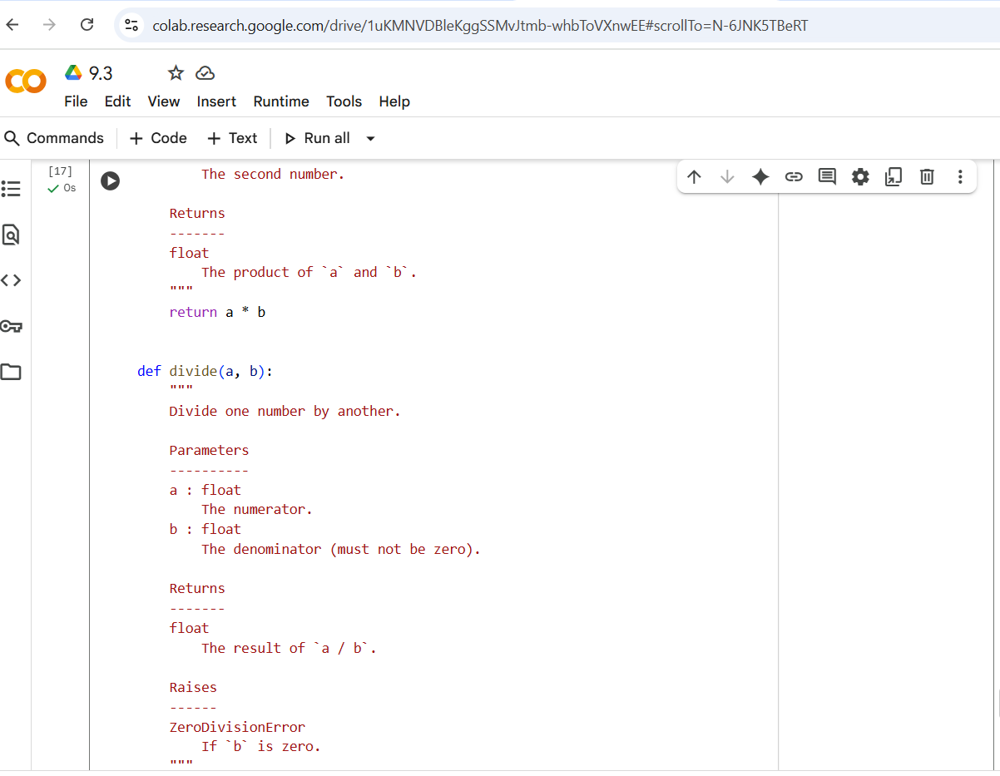 colab.research.google.com/drive/1uKMNVDBleKggSSMvJtmb-whbToVXnwEE#scrollTo=N-6JNK5TBeRT
9.3
File Edit View Insert Runtime Tools Help
Commands + Code + Text Run all
[17]
0s
The second number.
Returns
-------
float
The product of `a` and `b`.
"""
return a * b
def divide(a, b):
"""
Divide one number by another.
Parameters
----------
a : float
The numerator.
b : float
The denominator (must not be zero).
Returns
-------
float
The result of `a / b`.
Raises
------
ZeroDivisionError
If `b` is zero.
"""